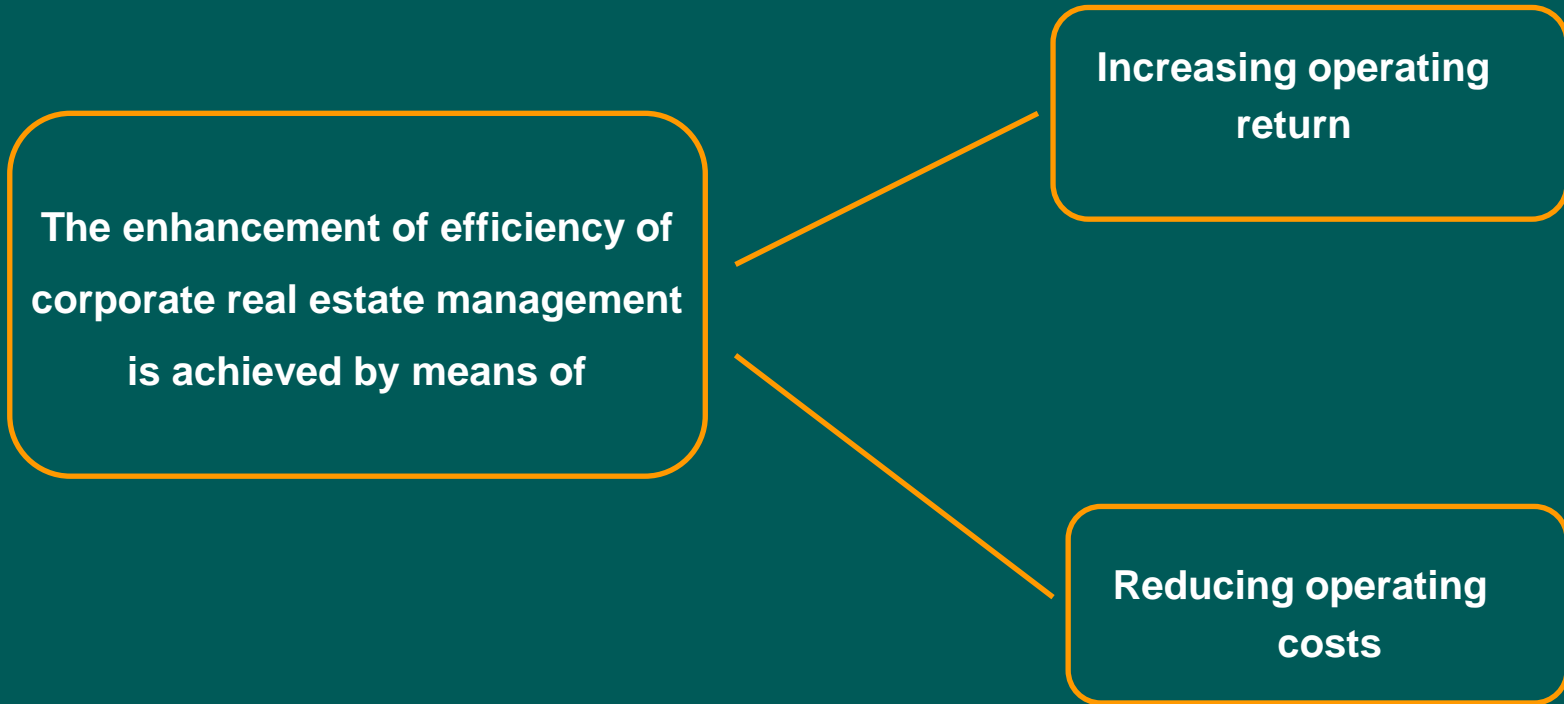 The enhancement of efficiency of
corporate real estate management
is achieved by means of
Increasing operating
return
Reducing operating
costs